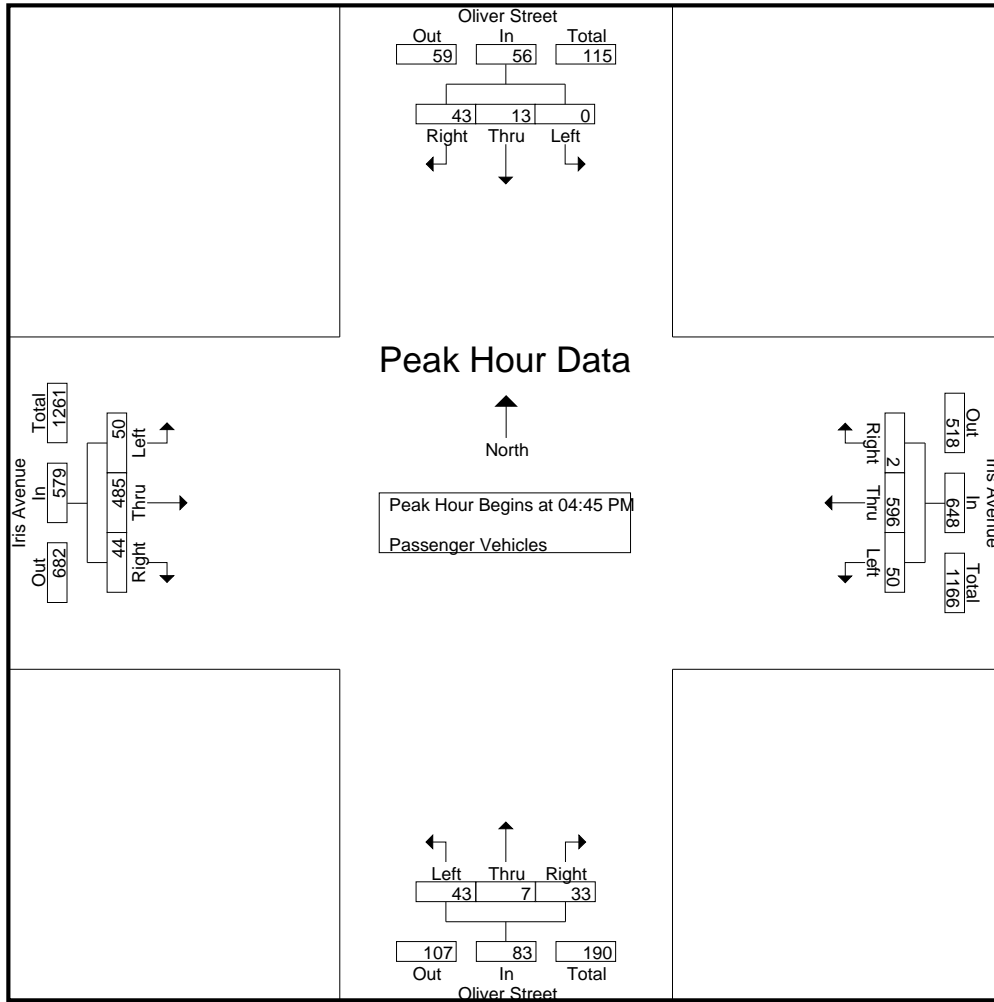 Oliver Street
Out In Total
59 56 115
43 13 0
Right Thru Left
Peak Hour Data
North
Peak Hour Begins at 04:45 PM
Passenger Vehicles
Iris Avenue
Total In Out
1261 579 682
50 485 44
Left Thru Right
Right Thru Left
2 596 50
Out In Total
518 648 1166
Iris Avenue
Left Thru Right
43 7 33
107 83 190
Out In Total
Oliver Street